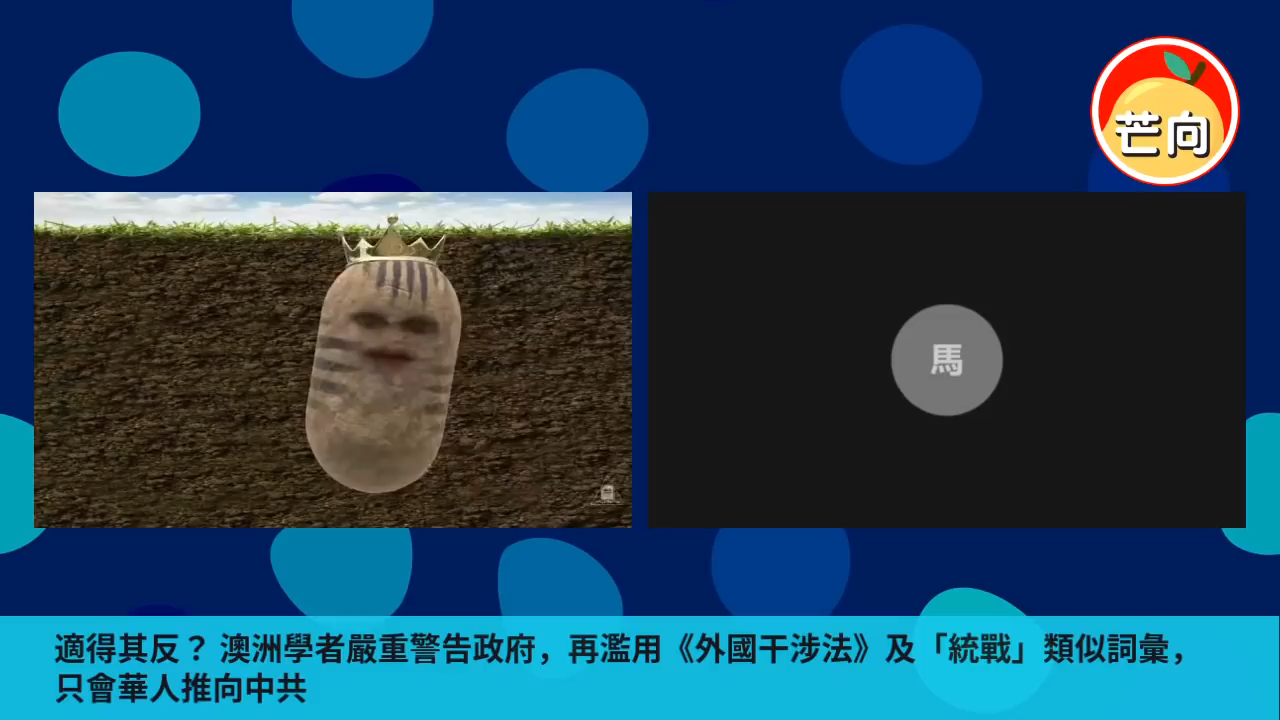 芒向
馬
適得其反？ 澳洲學者嚴重警告政府，再濫用《外國干涉法》及「統戰」類似詞彙，
只會華人推向中共